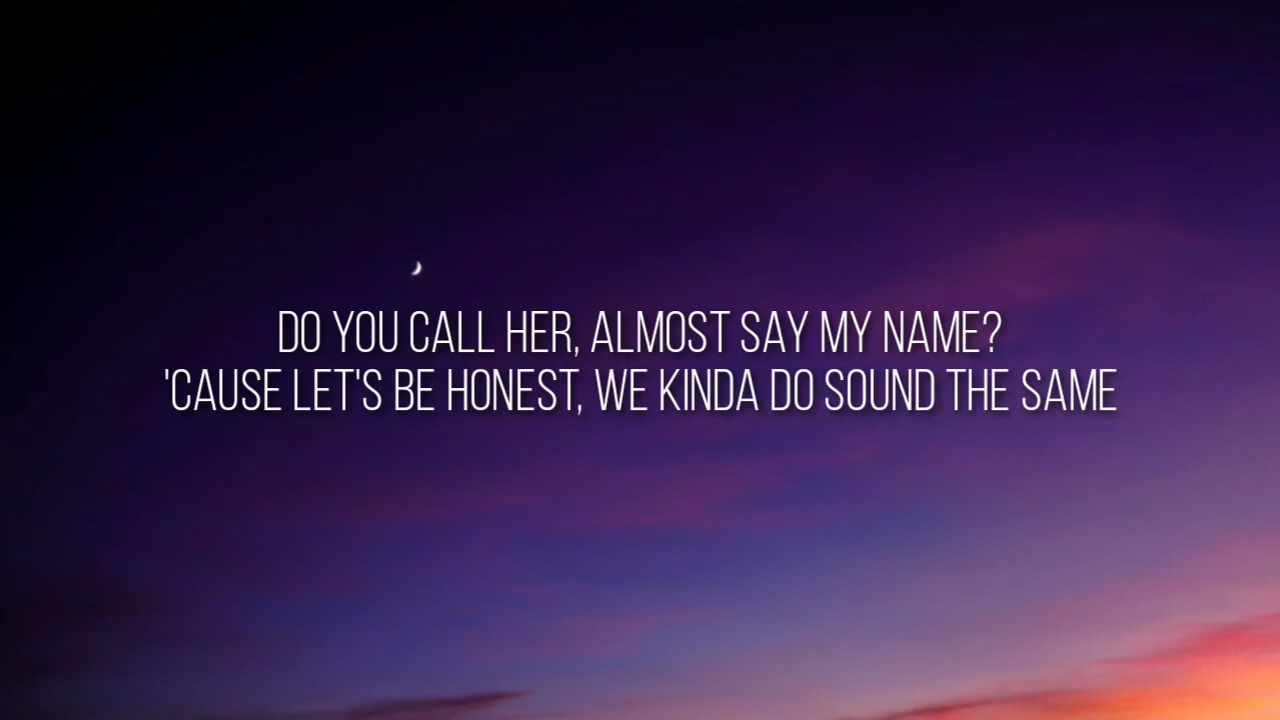 DO YOU CALL HER, ALMOST SAY MY NAME?
'CAUSE LET'S BE HONEST, WE KINDA DO SOUND THE SAME